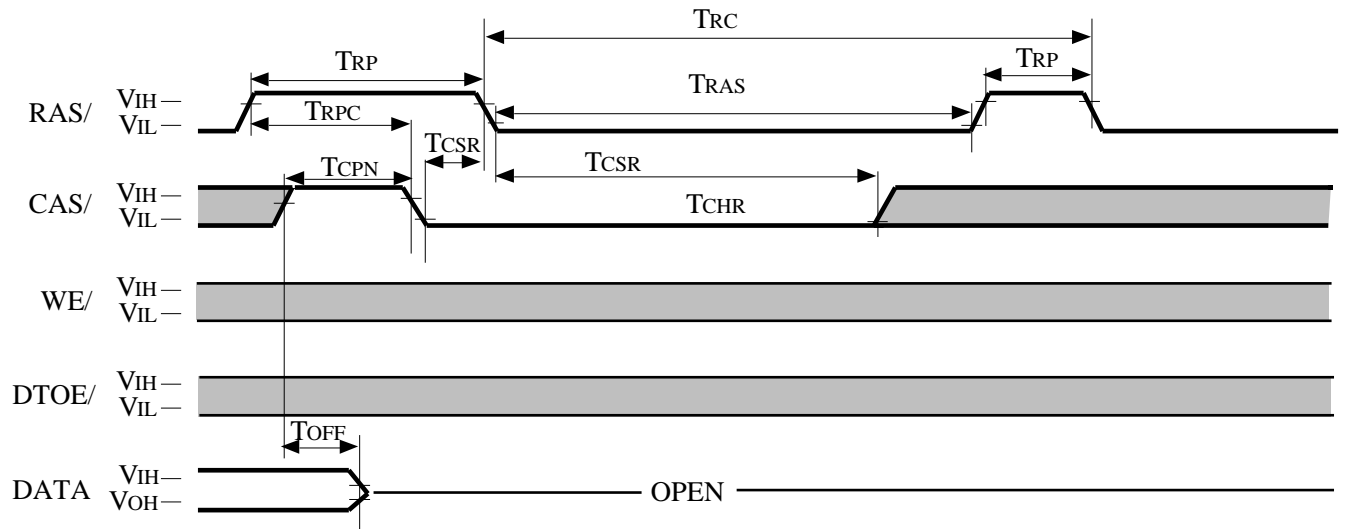 TRC
TRP
TRP
TRAS
RAS/ VIH
VIL
TRPC
TCSR
TCSR
TCPN
CAS/ VIH
VIL
TCHR
WE/ VIH
VIL
DTOE/ VIH
VIL
TOFF
DATA VIH
VOH
OPEN